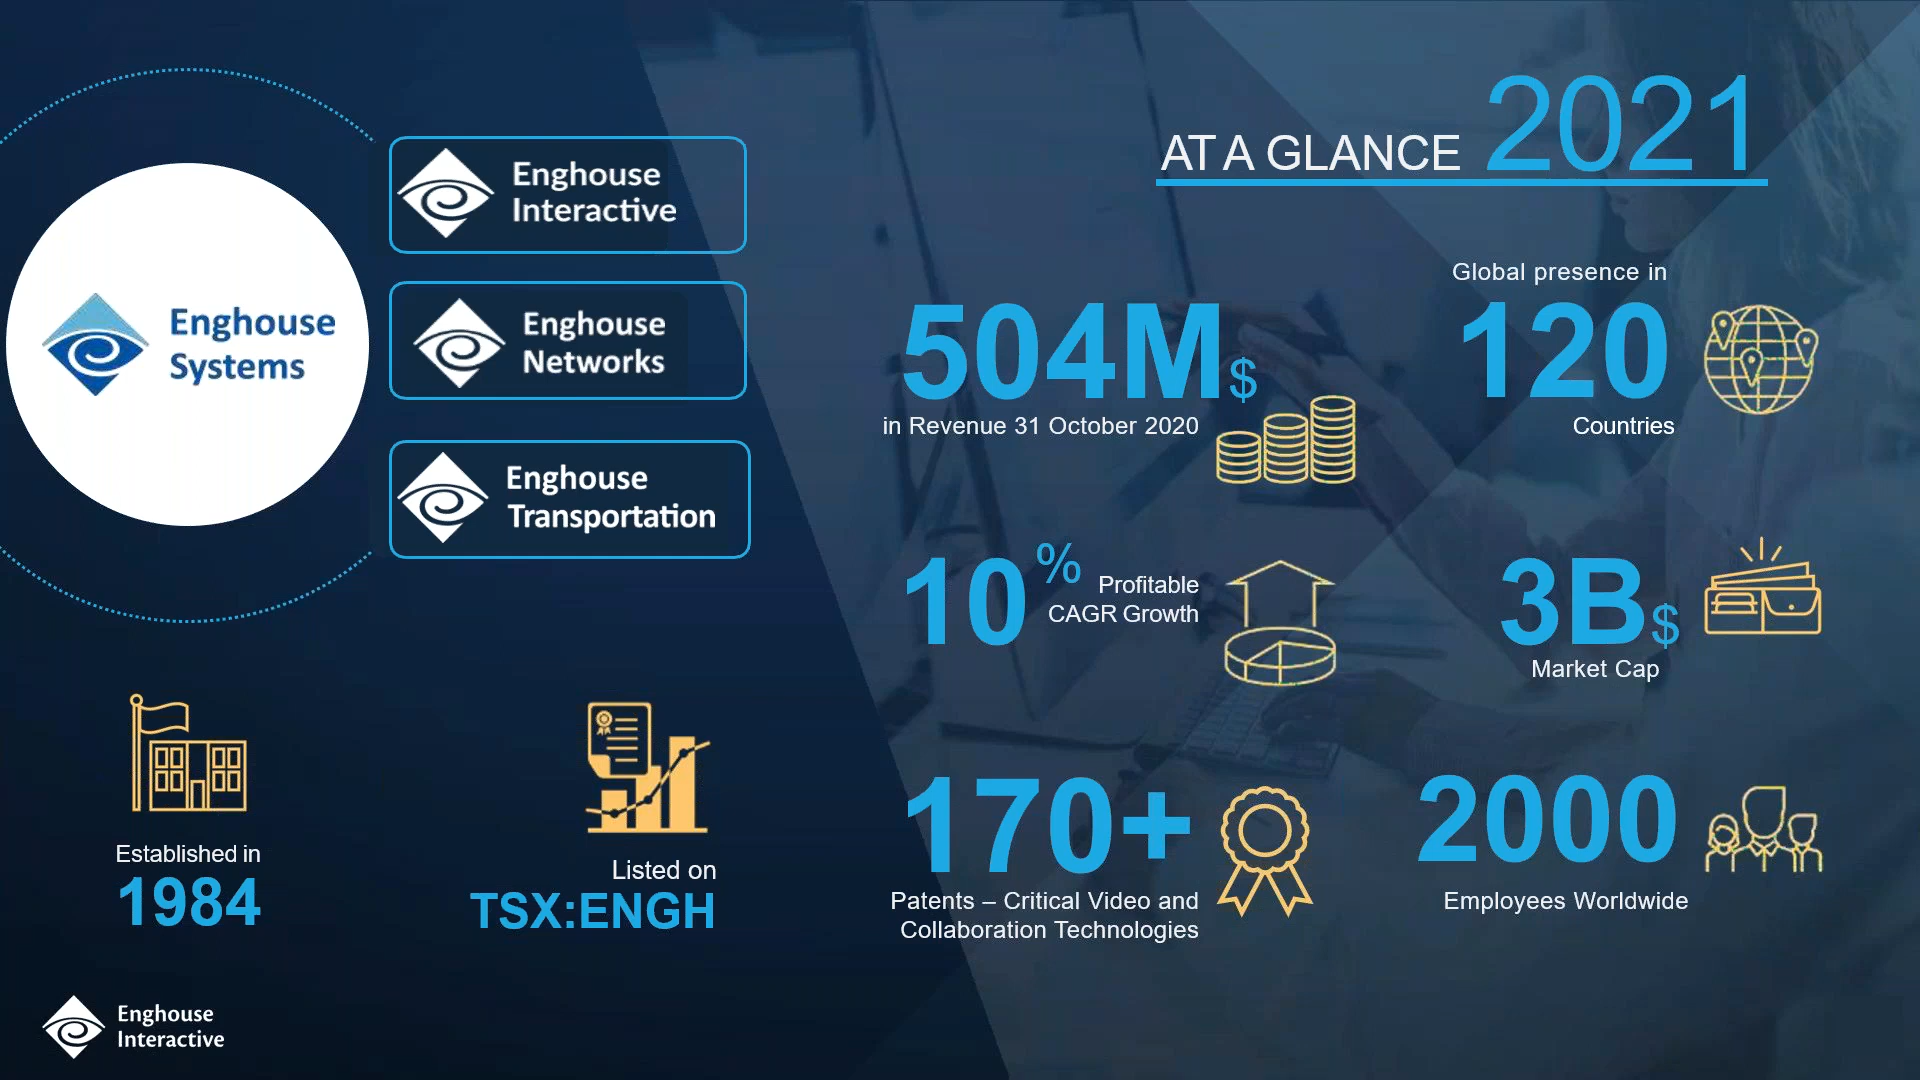 Enghouse
Systems
Enghouse
Interactive
Enghouse
Networks
Enghouse
Transportation
Established in
1984
Listed on
TSX:ENGH
Enghouse
Interactive
AT A GLANCE 2021
504M$
in Revenue 31 October 2020
Global presence in
120
Countries
10%
Profitable
CAGR Growth
3B$
Market Cap
170+
Patents – Critical Video and
Collaboration Technologies
2000
Employees Worldwide